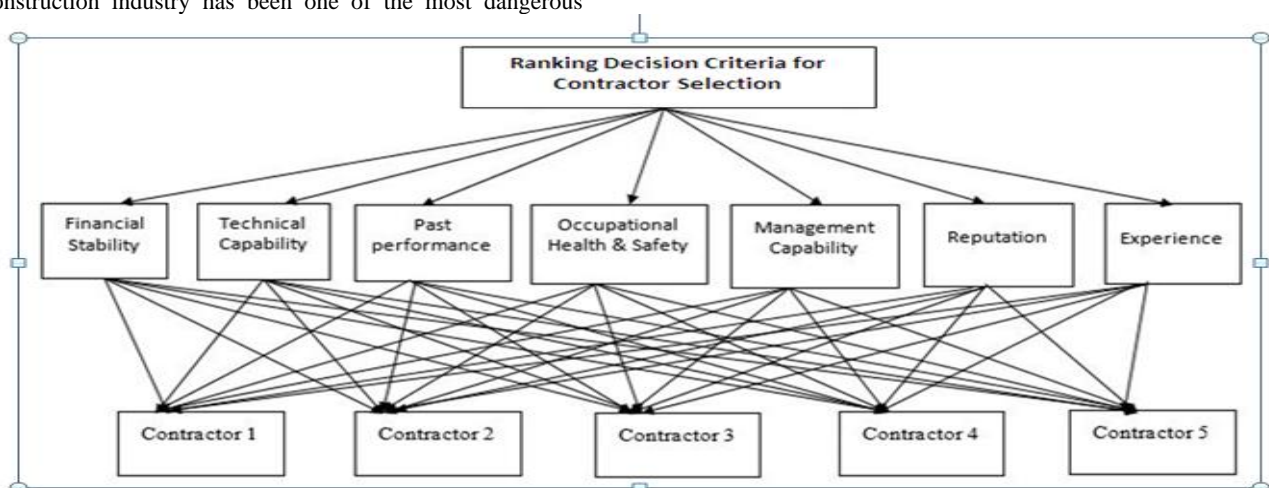 onstruction industry has been one of the most dangerous
Ranking Decision Criteria for
Contractor Selection
Financial
Stability
Technical
Capability
Past
performance
Occupational
Health & Safety
Management
Capability
Reputation
Experience
Contractor 1
Contractor 2
Contractor 3
Contractor 4
Contractor 5